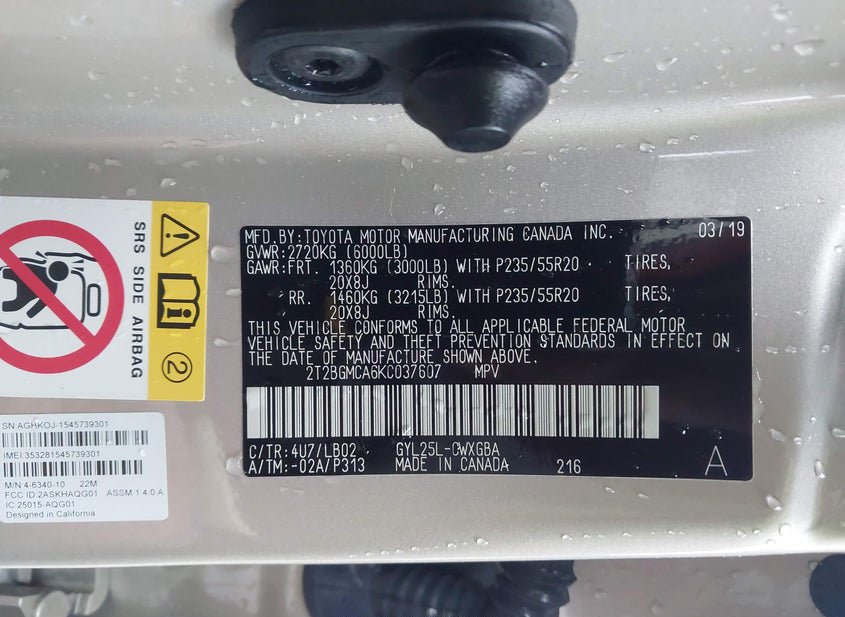 MFD.BY:TOYOTA MOTOR MANUFACTURING CANADA INC. 03/19
GVWR:2720KG (6000LB)
GAWR:FRT. 1360KG (3000LB) WITH P235/55R20 TIRES,
20X8J RIMS.
RR. 1460KG (3215LB) WITH P235/55R20 TIRES,
20X8J RIMS.
THIS VEHICLE CONFORMS TO ALL APPLICABLE FEDERAL MOTOR
VEHICLE SAFETY AND THEFT PREVENTION STANDARDS IN EFFECT ON
THE DATE OF MANUFACTURE SHOWN ABOVE.
2T2BGMCA6KC037607 MPV
C/TR:4U7/LB02 GYL25L-CWXGBA
A/TM:-02A/P313 MADE IN CANADA 216 A
SRS SIDE AIRBAG
2
SN:AGHKOJ-1545739301
IMEI:353281545739301
M/N 4-6340-10 22M
FCC ID:2ASKHAQG01 ASSM 1 4.0 A
IC:25015-AQG01
Designed in California